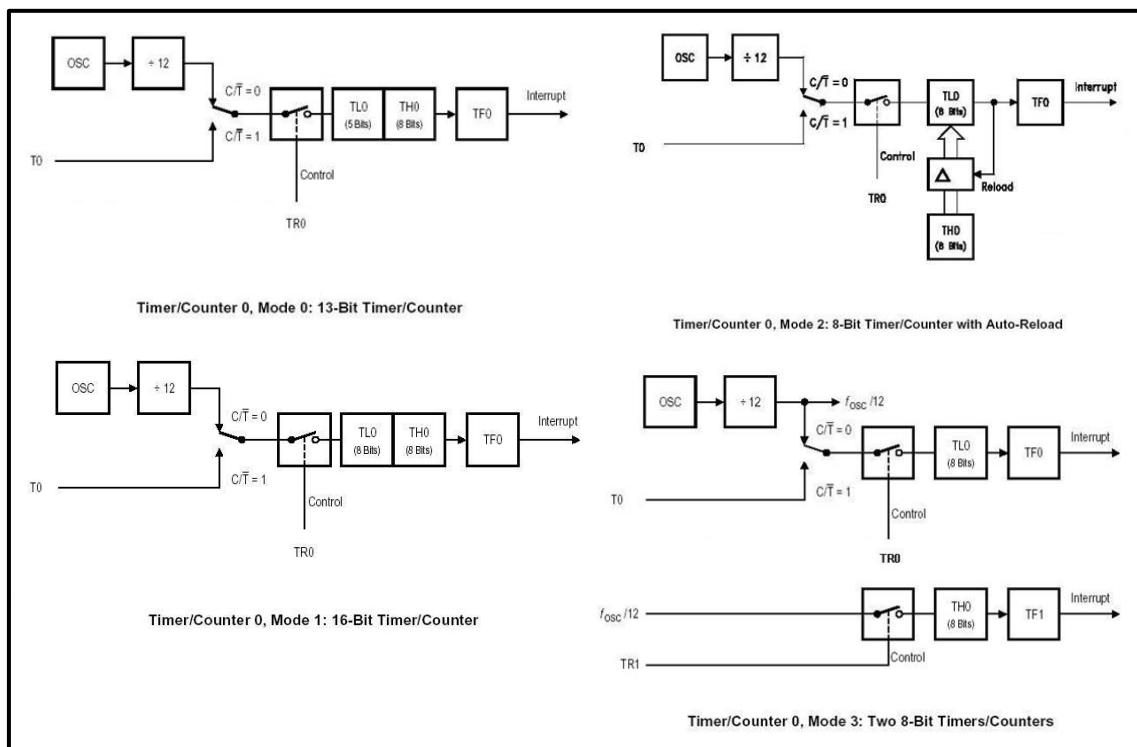 OSC
÷ 12
C/T̅ = 0
C/T̅ = 1
T0
TL0
(5 Bits)
TH0
(8 Bits)
TF0
Interrupt
Control
TR0
Timer/Counter 0, Mode 0: 13-Bit Timer/Counter
OSC
÷ 12
C/T̅ = 0
C/T̅ = 1
T0
TL0
(8 Bits)
TF0
Interrupt
Control
TR0
Reload
TH0
(8 Bits)
Timer/Counter 0, Mode 2: 8-Bit Timer/Counter with Auto-Reload
OSC
÷ 12
C/T̅ = 0
C/T̅ = 1
T0
TL0
(8 Bits)
TH0
(8 Bits)
TF0
Interrupt
Control
TR0
Timer/Counter 0, Mode 1: 16-Bit Timer/Counter
OSC
÷ 12
fOSC /12
C/T̅ = 0
C/T̅ = 1
T0
TL0
(8 Bits)
TF0
Interrupt
Control
TR0
fOSC /12
TH0
(8 Bits)
TF1
Interrupt
TR1
Control
Timer/Counter 0, Mode 3: Two 8-Bit Timers/Counters